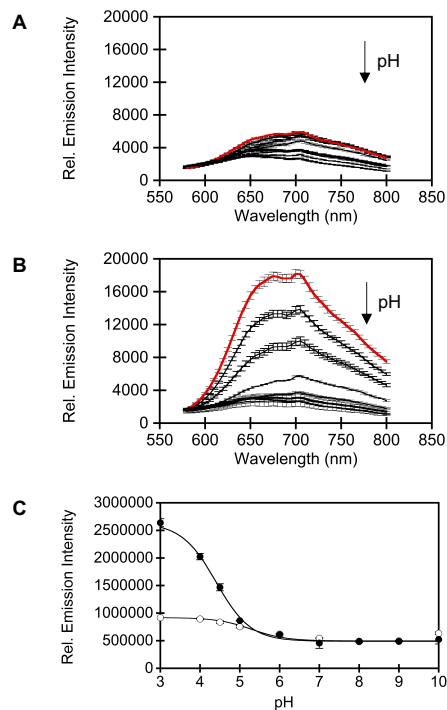 A
Rel. Emission Intensity
20000
16000
12000
8000
4000
0
pH
550 600 650 700 750 800 850
Wavelength (nm)
B
Rel. Emission Intensity
20000
16000
12000
8000
4000
0
pH
550 600 650 700 750 800 850
Wavelength (nm)
C
Rel. Emission Intensity
3000000
2500000
2000000
1500000
1000000
500000
0
3 4 5 6 7 8 9 10
pH